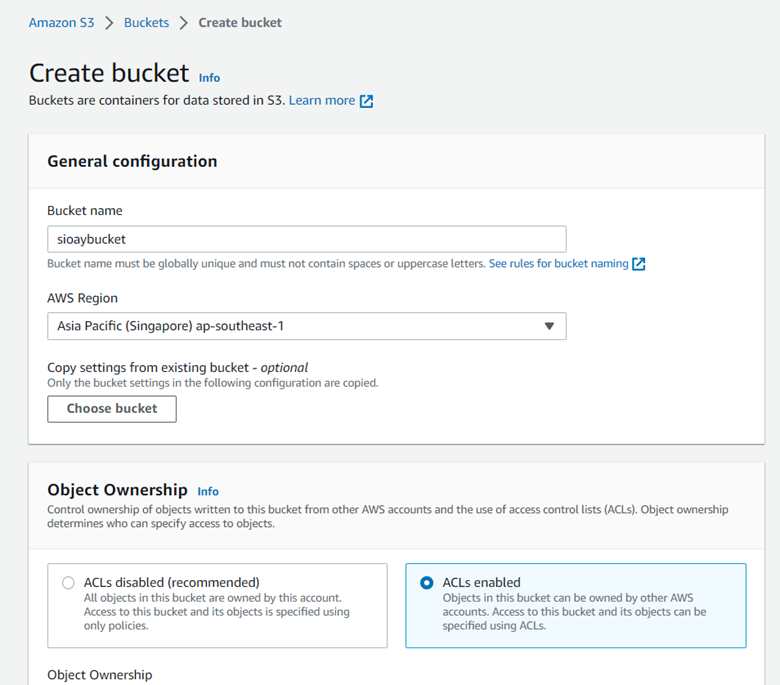 Amazon S3 > Buckets > Create bucket
Create bucket Info
Buckets are containers for data stored in S3. Learn more
General configuration
Bucket name
sioaybucket
Bucket name must be globally unique and must not contain spaces or uppercase letters. See rules for bucket naming
AWS Region
Asia Pacific (Singapore) ap-southeast-1
Copy settings from existing bucket - optional
Only the bucket settings in the following configuration are copied.
Choose bucket
Object Ownership Info
Control ownership of objects written to this bucket from other AWS accounts and the use of access control lists (ACLs). Object ownership
determines who can specify access to objects.
ACLs disabled (recommended)
All objects in this bucket are owned by this account.
Access to this bucket and its objects is specified using
only policies.
ACLs enabled
Objects in this bucket can be owned by other AWS
accounts. Access to this bucket and its objects can be
specified using ACLs.
Object Ownership